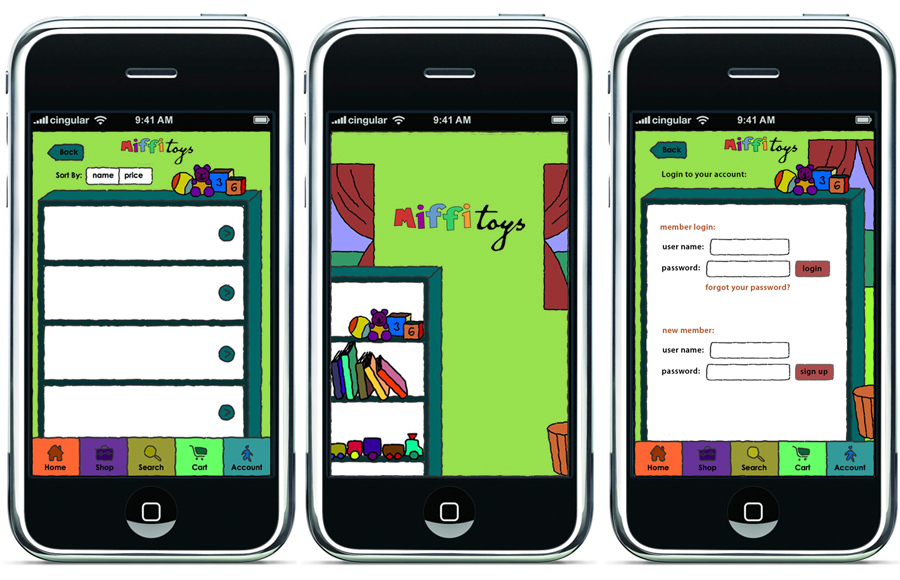 cingular 9:41 AM
Back
Miffi toys
Sort By: name price
3
6
>
>
>
>
Home Shop Search Cart Account
cingular 9:41 AM
Miffi toys
3
6
cingular 9:41 AM
Back
Miffi toys
Login to your account:
3
6
member login:
user name:
password: login
forgot your password?
new member:
user name:
password: sign up
Home Shop Search Cart Account